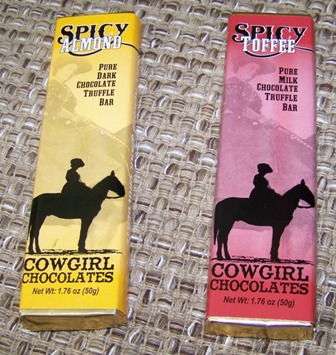 SPICY
ALMOND
PURE
DARK
CHOCOLATE
TRUFFLE
BAR
COWGIRL
CHOCOLATES
Net Wt: 1.76 oz (50g)
SPICY
TOFFEE
PURE
MILK
CHOCOLATE
TRUFFLE
BAR
COWGIRL
CHOCOLATES
Net Wt: 1.76 oz (50g)